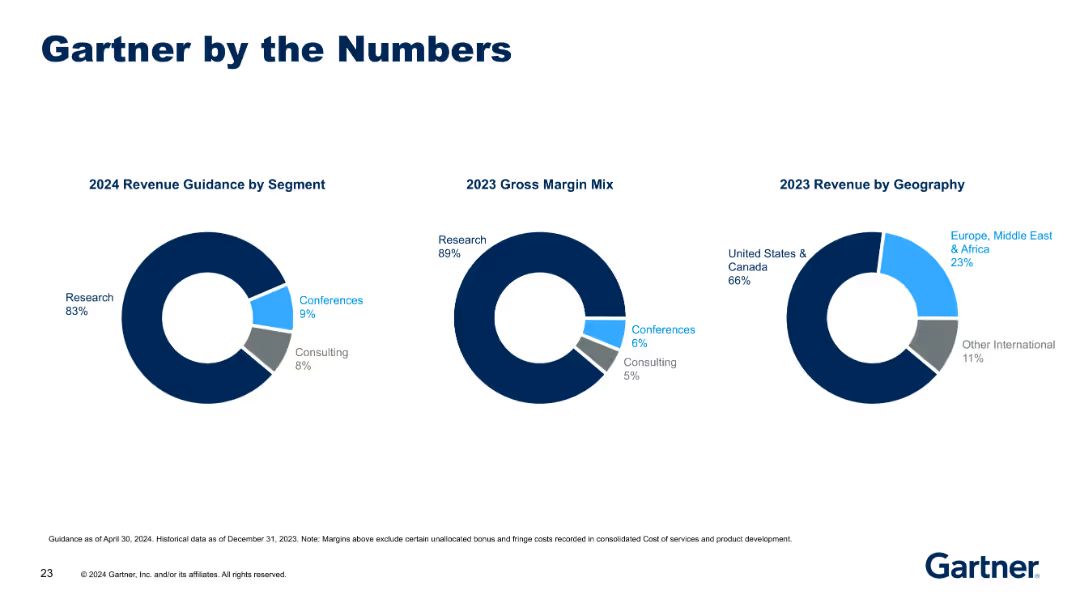 Gartner by the Numbers
2024 Revenue Guidance by Segment
Research
83%
Conferences
9%
Consulting
8%
2023 Gross Margin Mix
Research
89%
Conferences
6%
Consulting
5%
2023 Revenue by Geography
United States &
Canada
66%
Europe, Middle East
& Africa
23%
Other International
11%
Guidance as of April 30, 2024. Historical data as of December 31, 2023. Note: Margins above exclude certain unallocated bonus and fringe costs recorded in consolidated Cost of services and product development.
23
© 2024 Gartner, Inc. and/or its affiliates. All rights reserved.
Gartner®